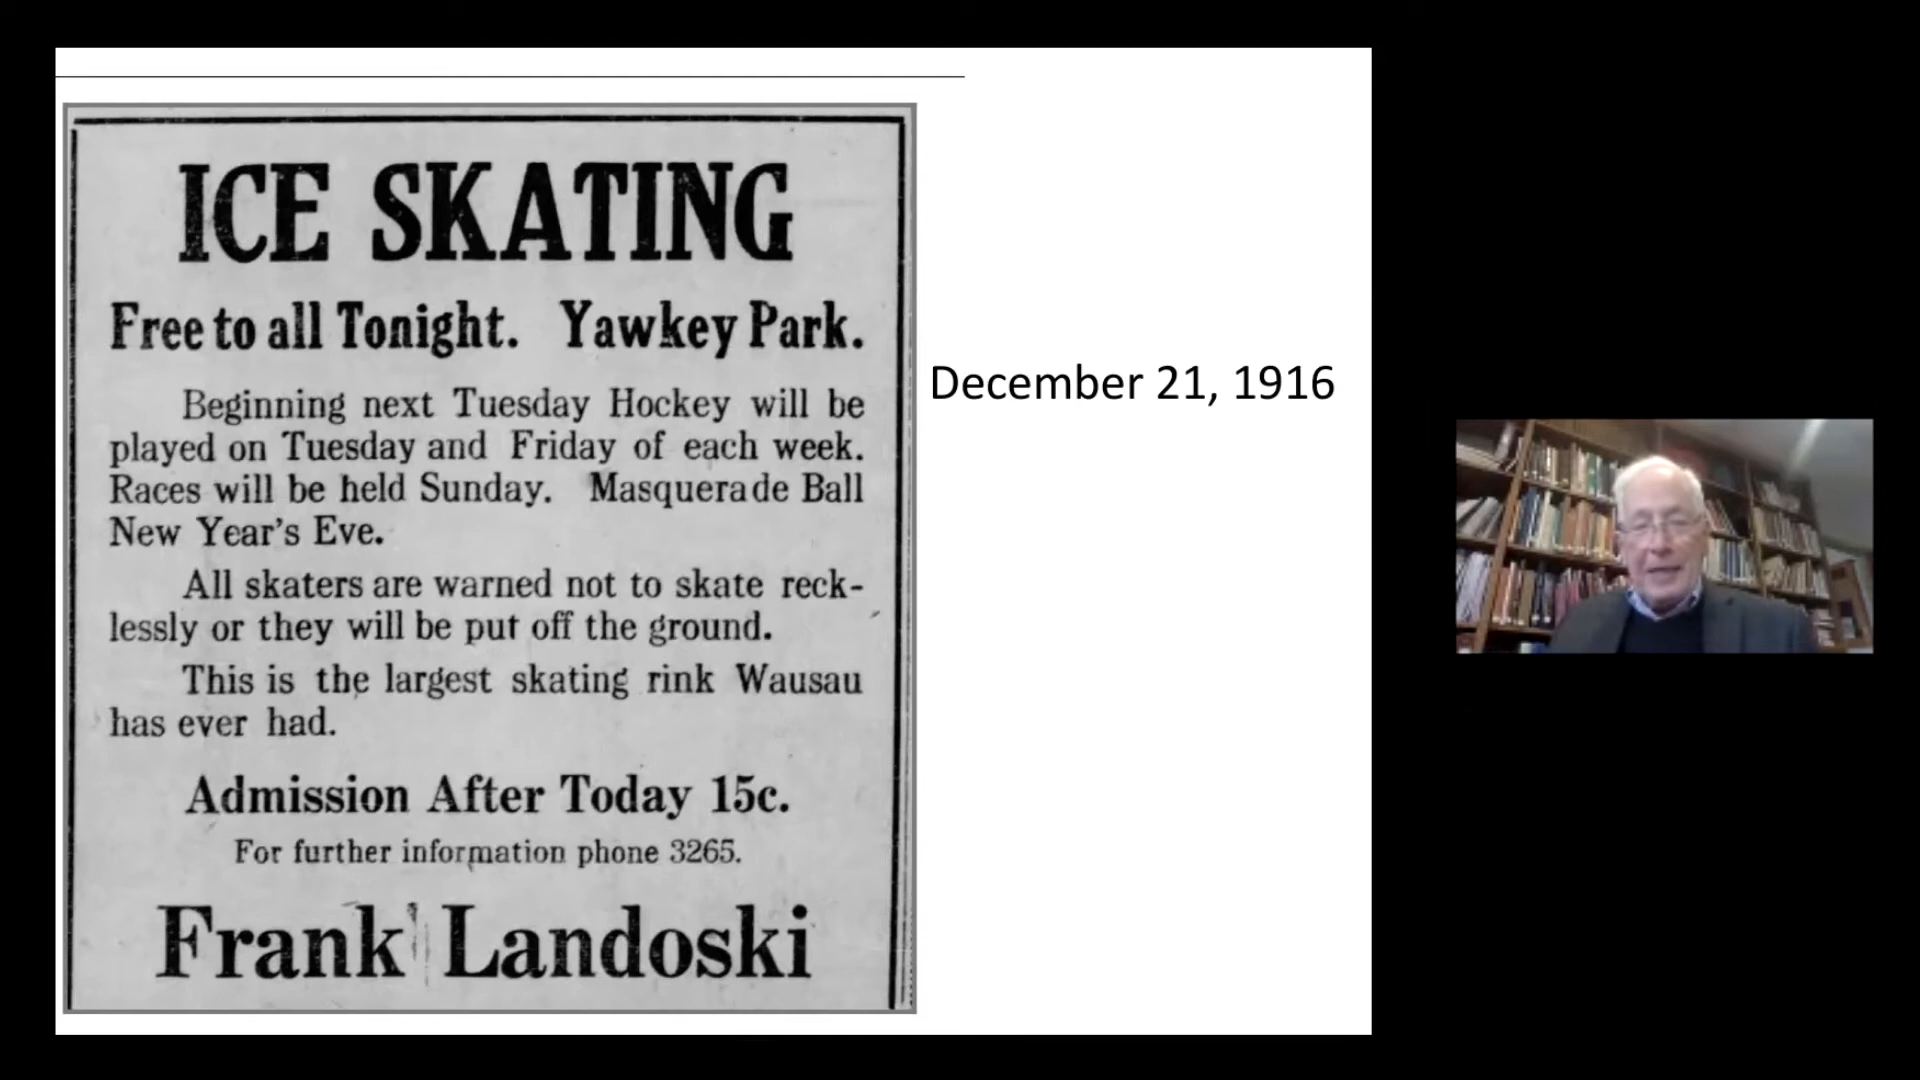 ICE SKATING
Free to all Tonight. Yawkey Park.
Beginning next Tuesday Hockey will be
played on Tuesday and Friday of each week.
Races will be held Sunday. Masquerade Ball
New Year's Eve.
All skaters are warned not to skate reck-
lessly or they will be put off the ground.
This is the largest skating rink Wausau
has ever had.
Admission After Today 15c.
For further information phone 3265.
Frank Landoski
December 21, 1916